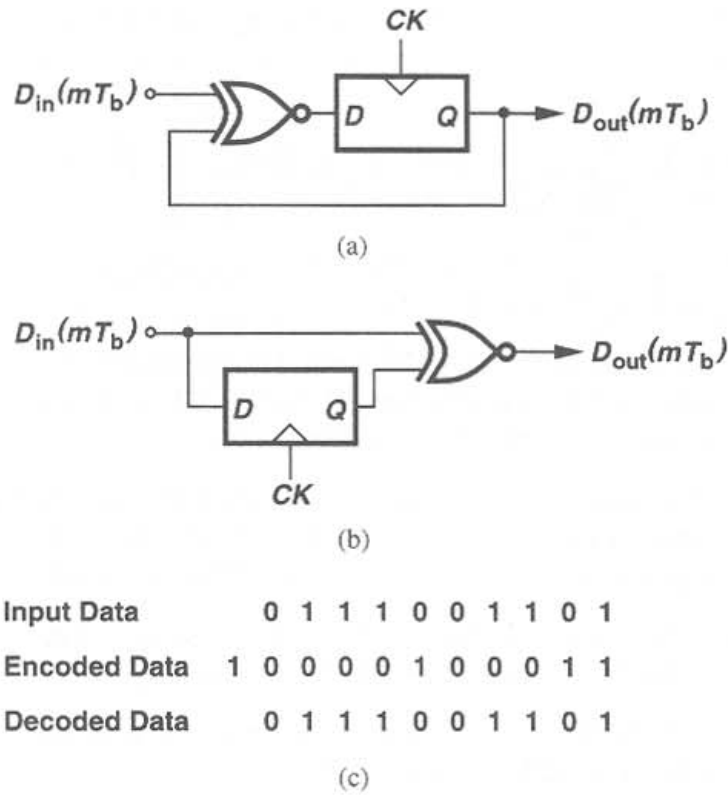 CK
D_in(mT_b) D Q D_out(mT_b)
(a)
D_in(mT_b) D_out(mT_b)
D Q
CK
(b)
Input Data 0 1 1 1 0 0 1 1 0 1
Encoded Data 1 0 0 0 0 1 0 0 0 1 1
Decoded Data 0 1 1 1 0 0 1 1 0 1
(c)